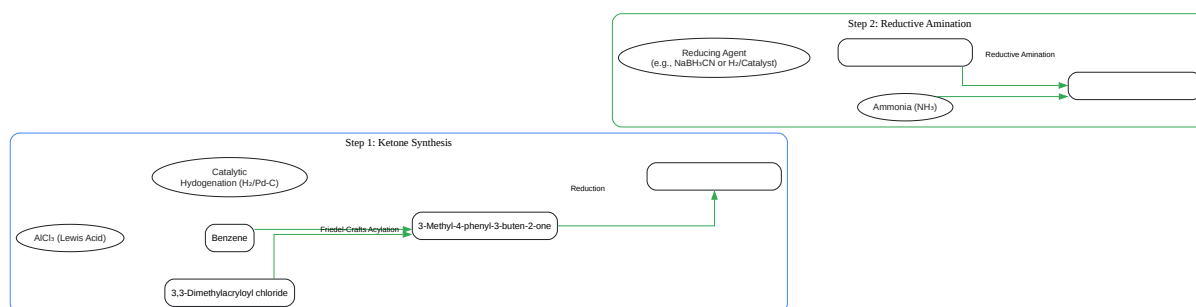 Step 2: Reductive Amination
Reducing Agent
(e.g., NaBH₃CN or H₂/Catalyst)
Reductive Amination
Ammonia (NH₃)
Step 1: Ketone Synthesis
Catalytic
Hydogenation (H₂/Pd-C)
Reduction
AlCl₃ (Lewis Acid)
Benzene
Friedel-Crafts Acylation
3-Methyl-4-phenyl-3-buten-2-one
3,3-Dimethylacryloyl chloride